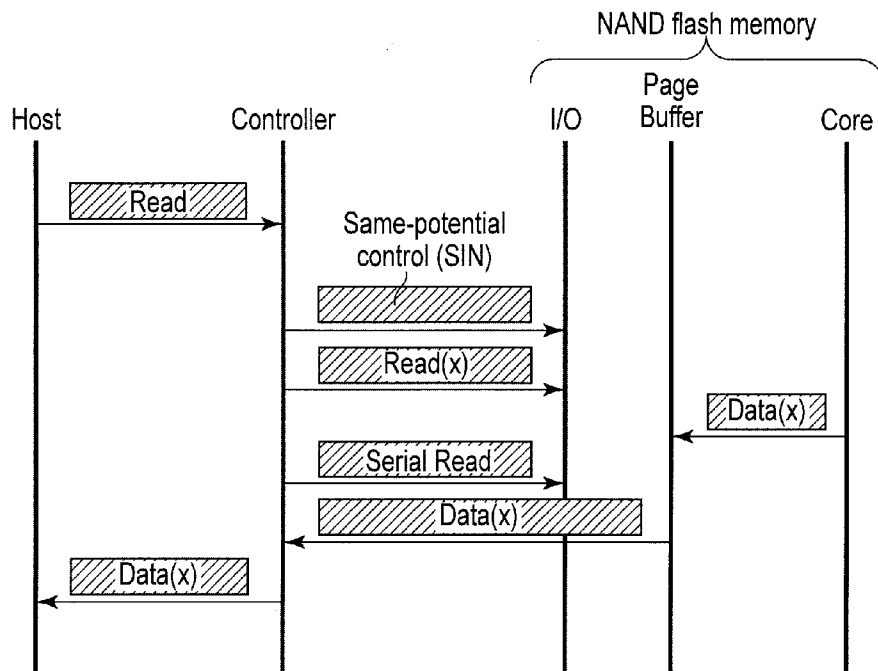 NAND flash memory
Page
Buffer
Host
Controller
I/O
Core
Read
Same-potential
control (SIN)
Read(x)
Data(x)
Serial Read
Data(x)
Data(x)